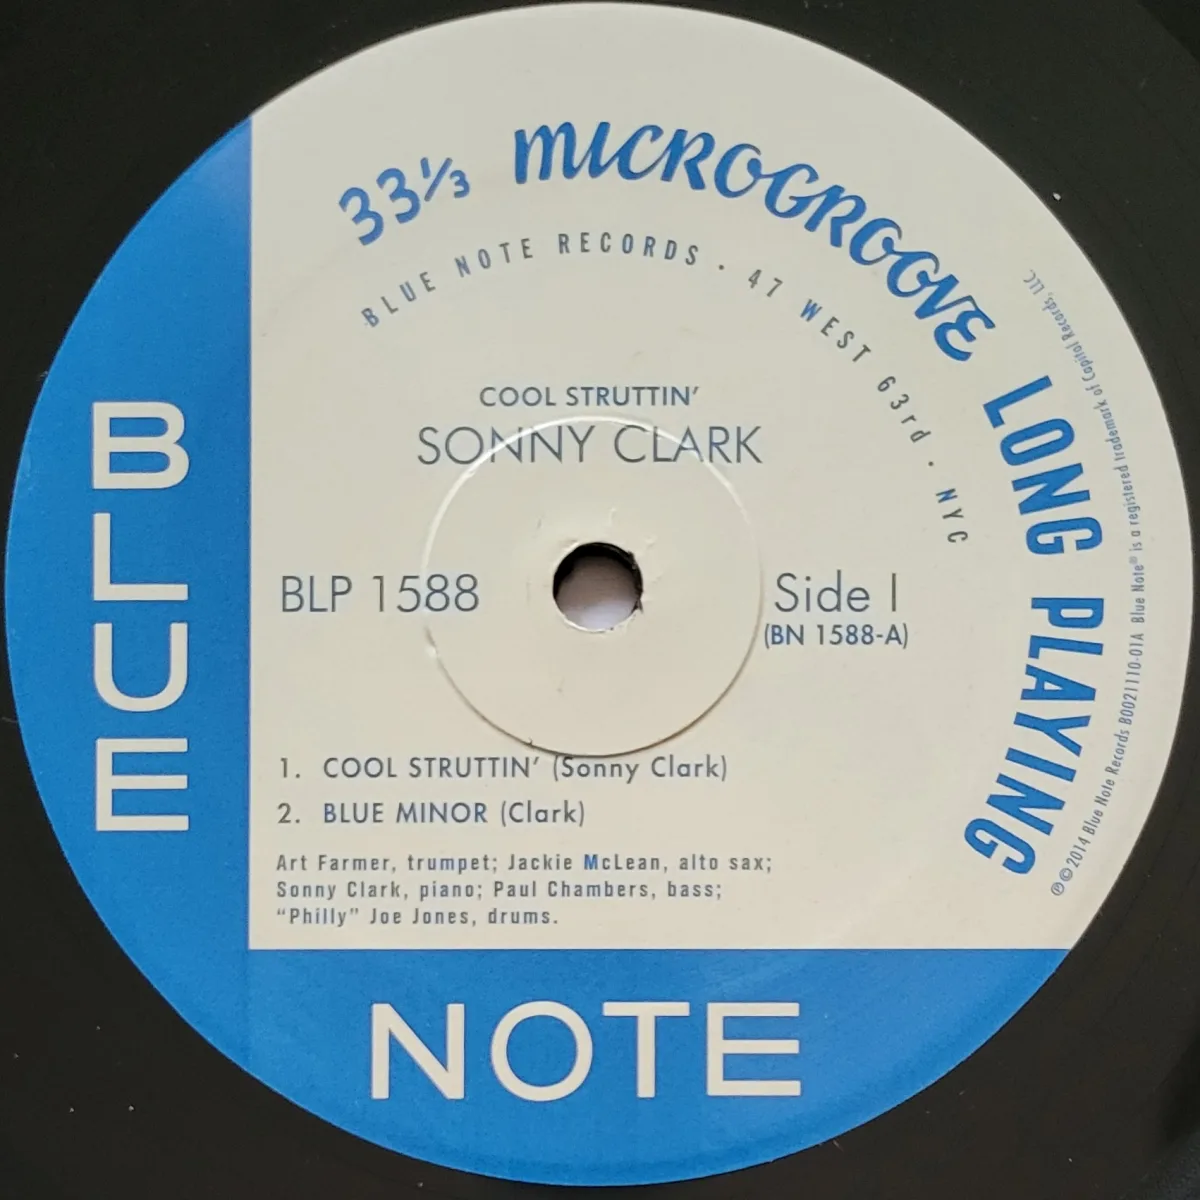 33⅓ MICROGROOVE LONG PLAYING
BLUE NOTE RECORDS · 47 WEST 63rd · NYC
COOL STRUTTIN’
SONNY CLARK
BLP 1588
Side I
(BN 1588-A)
1. COOL STRUTTIN’ (Sonny Clark)
2. BLUE MINOR (Clark)
Art Farmer, trumpet; Jackie McLean, alto sax;
Sonny Clark, piano; Paul Chambers, bass;
“Philly” Joe Jones, drums.
BLUE
NOTE
℗©2014 Blue Note Records B0021110-01A Blue Note® is a registered trademark of Capitol Records, LLC.